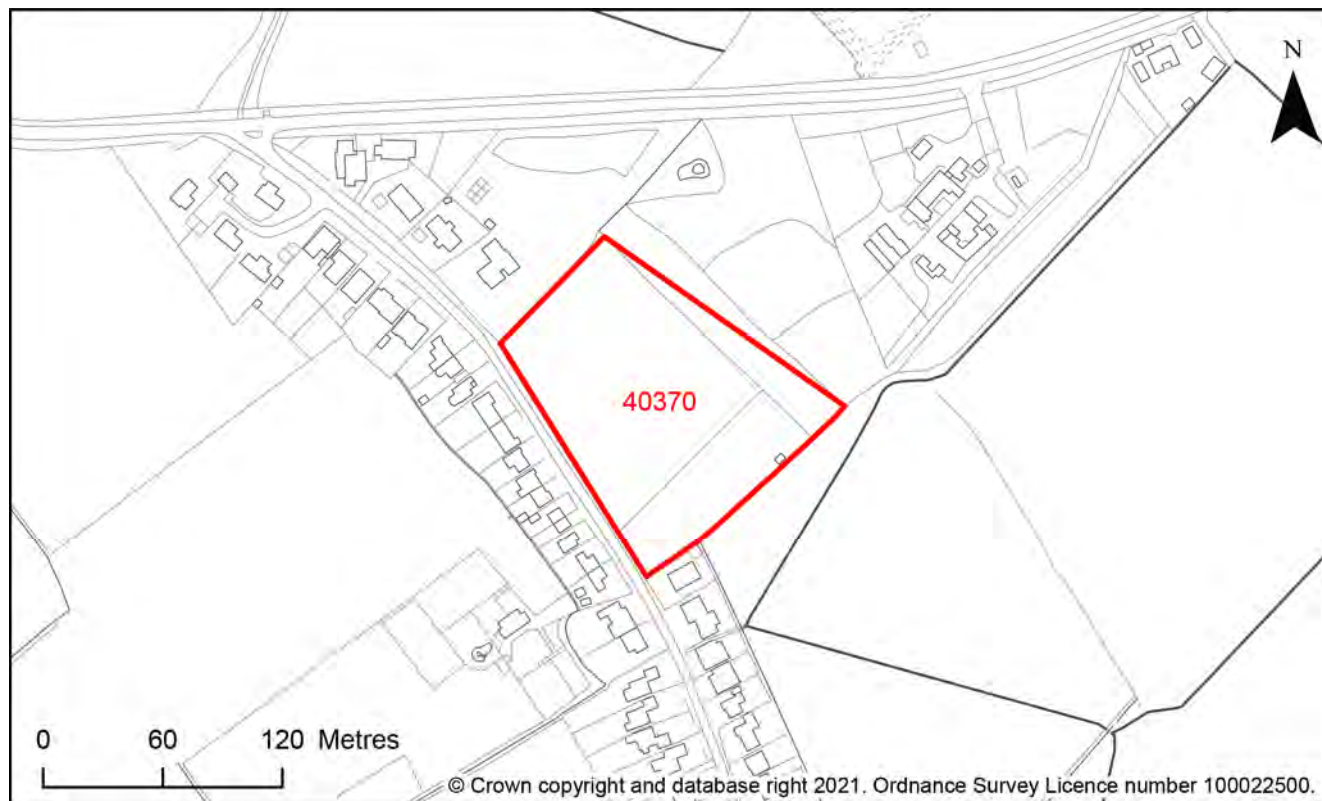 N
40370
0 60 120 Metres
© Crown copyright and database right 2021. Ordnance Survey Licence number 100022500.